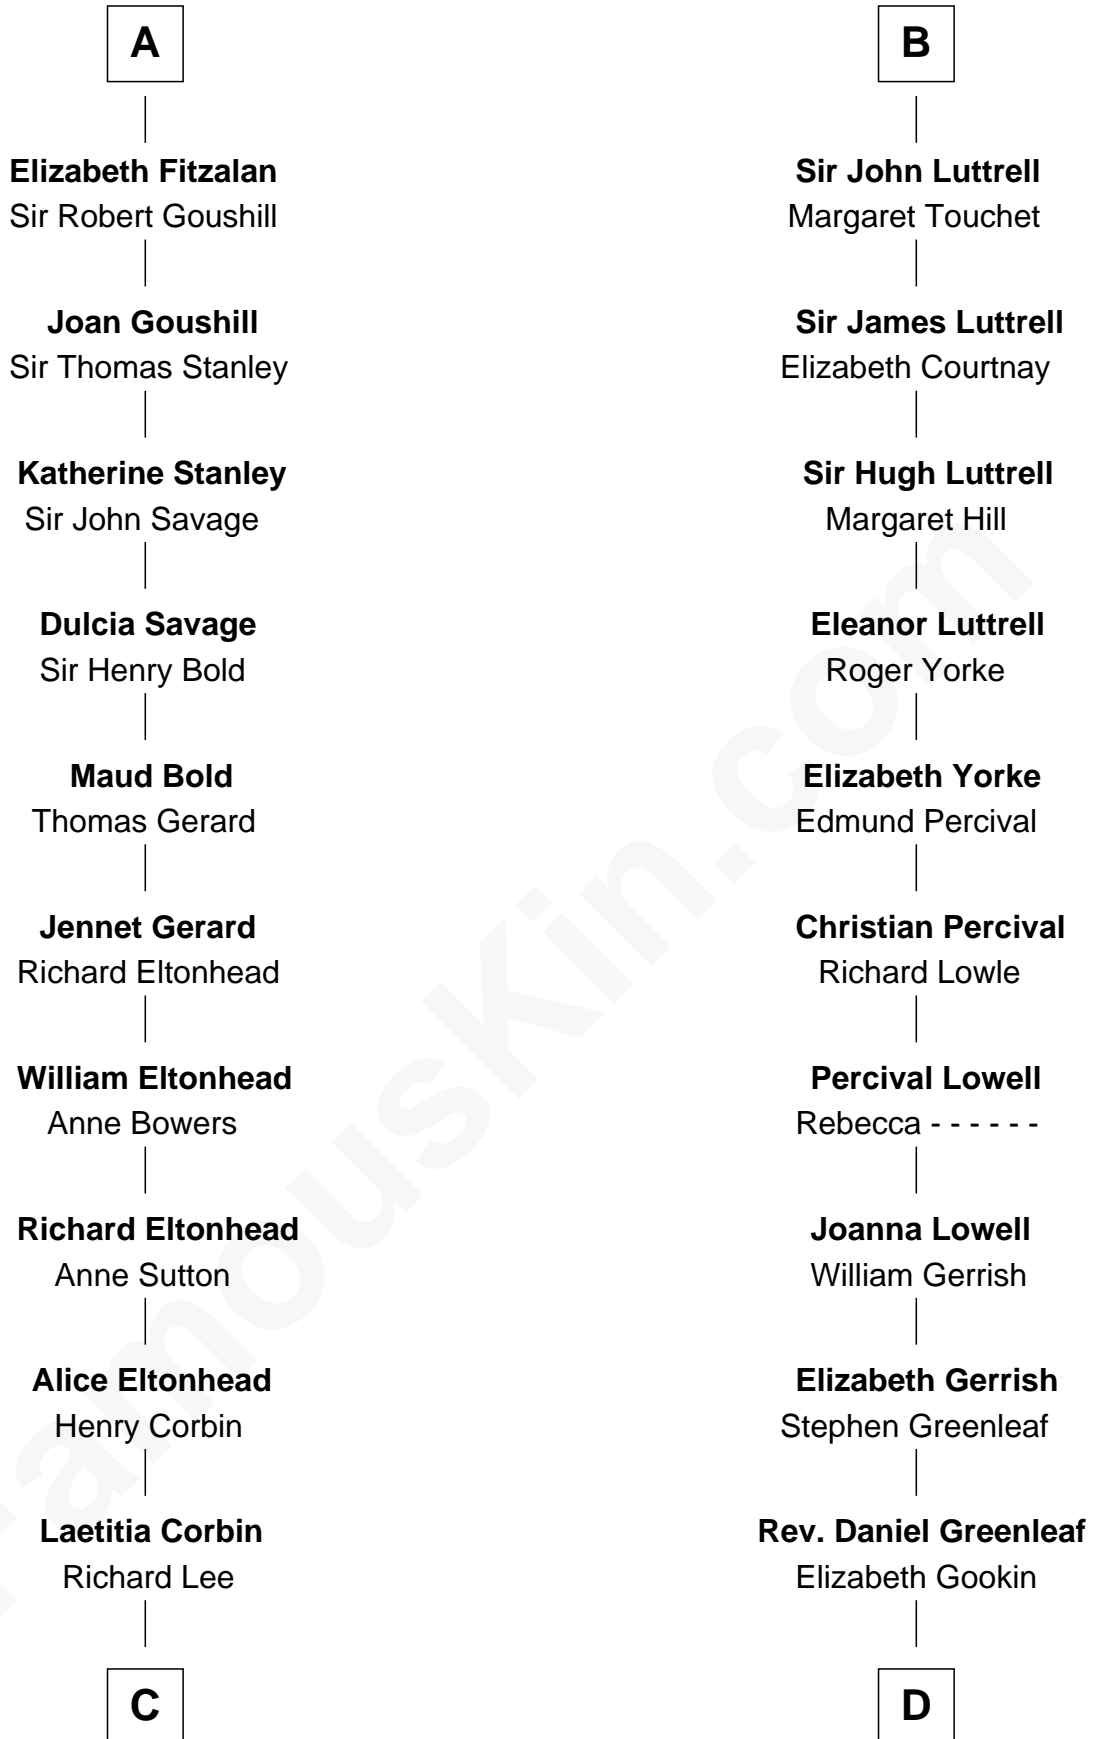 A
Elizabeth Fitzalan
Sir Robert Goushill
Joan Goushill
Sir Thomas Stanley
Katherine Stanley
Sir John Savage
Dulcia Savage
Sir Henry Bold
Maud Bold
Thomas Gerard
Jennet Gerard
Richard Eltonhead
William Eltonhead
Anne Bowers
Richard Eltonhead
Anne Sutton
Alice Eltonhead
Henry Corbin
Laetitia Corbin
Richard Lee
C
B
Sir John Luttrell
Margaret Touchet
Sir James Luttrell
Elizabeth Courtnay
Sir Hugh Luttrell
Margaret Hill
Eleanor Luttrell
Roger Yorke
Elizabeth Yorke
Edmund Percival
Christian Percival
Richard Lowle
Percival Lowell
Rebecca - - - - - -
Joanna Lowell
William Gerrish
Elizabeth Gerrish
Stephen Greenleaf
Rev. Daniel Greenleaf
Elizabeth Gookin
D
FamousKin.com